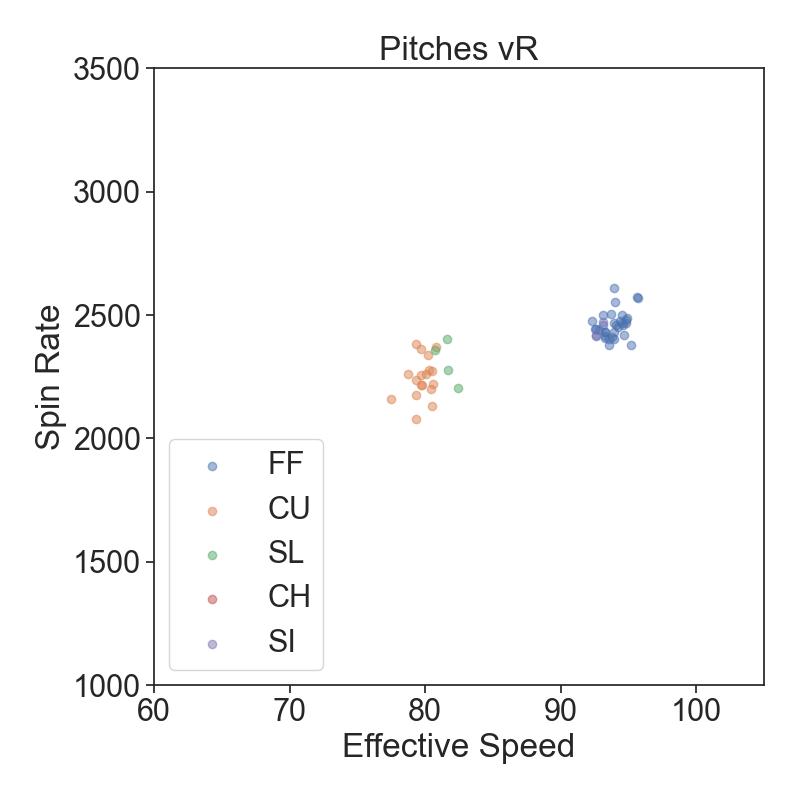 Pitches vR
3500
3000
2500
2000
1500
1000
Spin Rate
FF
CU
SL
CH
SI
60 70 80 90 100
Effective Speed